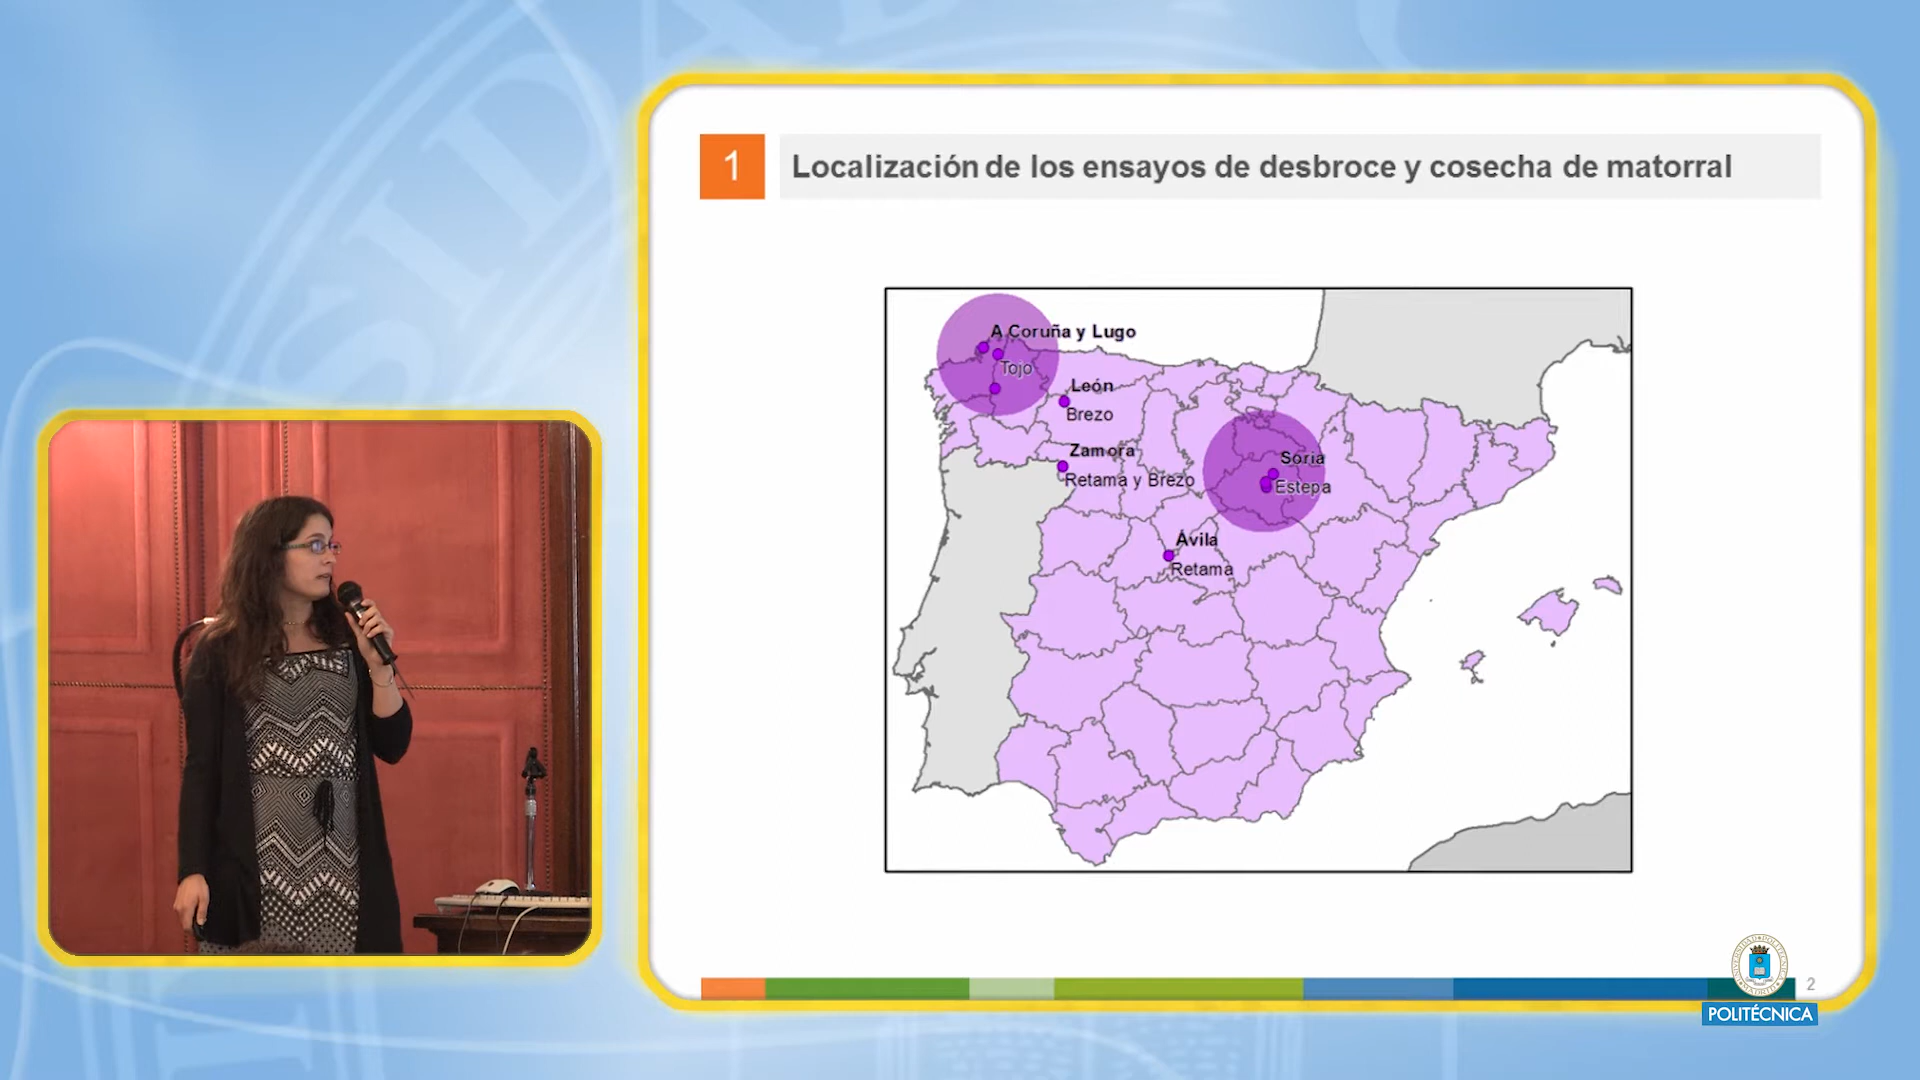 1
Localización de los ensayos de desbroce y cosecha de matorral
A Coruña y Lugo
Tojo
León
Brezo
Zamora
Retama y Brezo
Soria
Estepa
Ávila
Retama
2
POLITÉCNICA